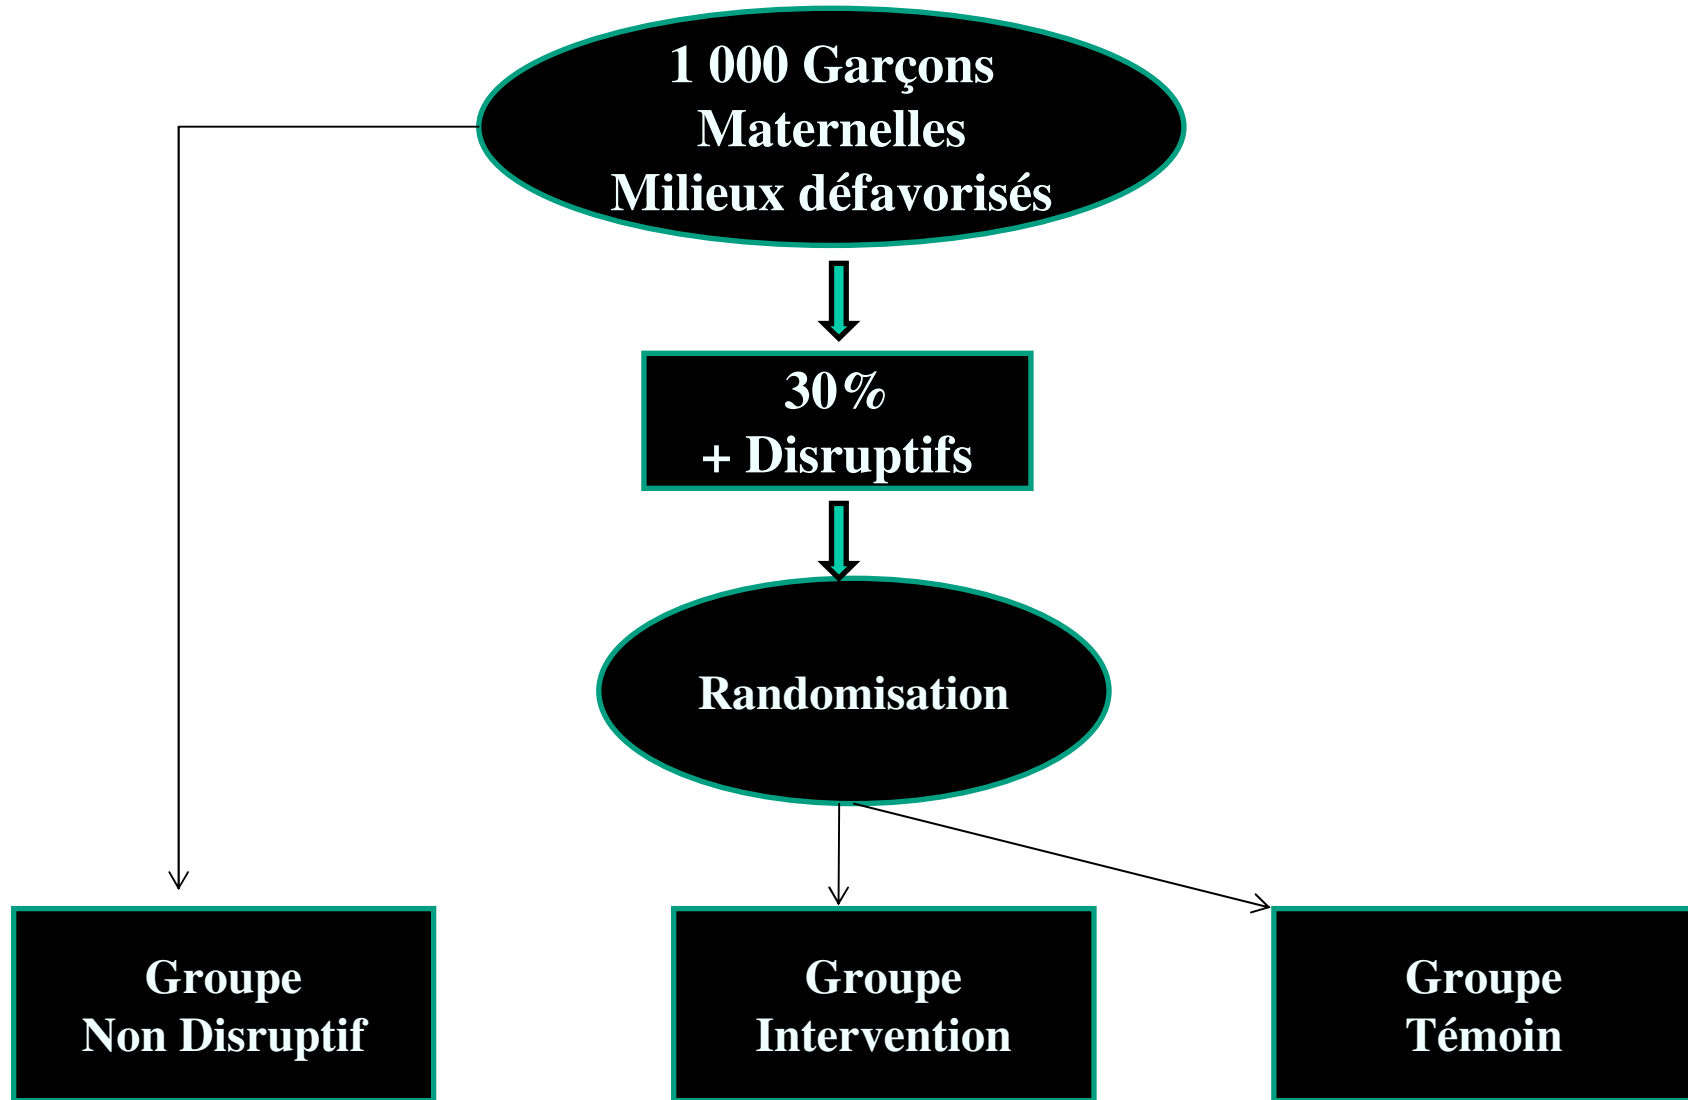 1 000 Garçons
Maternelles
Milieux défavorisés
30%
+ Disruptifs
Randomisation
Groupe
Non Disruptif
Groupe
Intervention
Groupe
Témoin